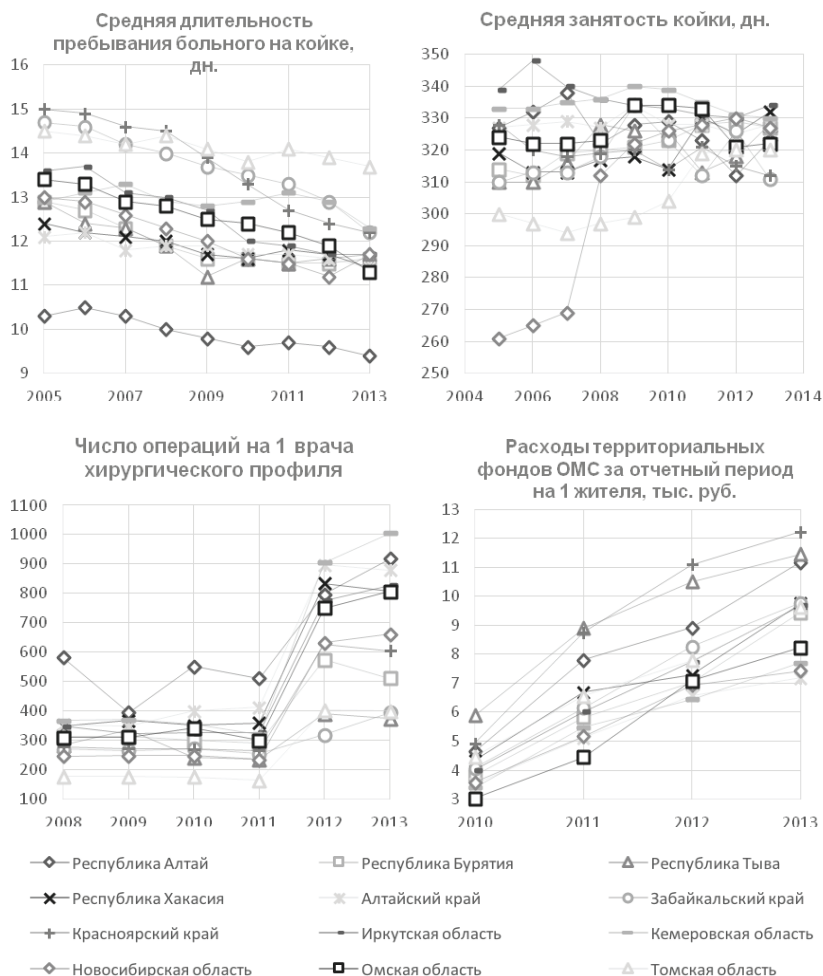 Средняя длительность
пребывания больного на койке,
дн.
16
15
14
13
12
11
10
9
2005 2007 2009 2011 2013
Средняя занятость койки, дн.
350
340
330
320
310
300
290
280
270
260
250
2004 2006 2008 2010 2012 2014
Число операций на 1 врача
хирургического профиля
1100
1000
900
800
700
600
500
400
300
200
100
2008 2009 2010 2011 2012 2013
Расходы территориальных
фондов ОМС за отчетный период
на 1 жителя, тыс. руб.
13
12
11
10
9
8
7
6
5
4
3
2010 2011 2012 2013
Республика Алтай Республика Бурятия Республика Тыва
Республика Хакасия Алтайский край Забайкальский край
Красноярский край Иркутская область Кемеровская область
Новосибирская область Омская область Томская область